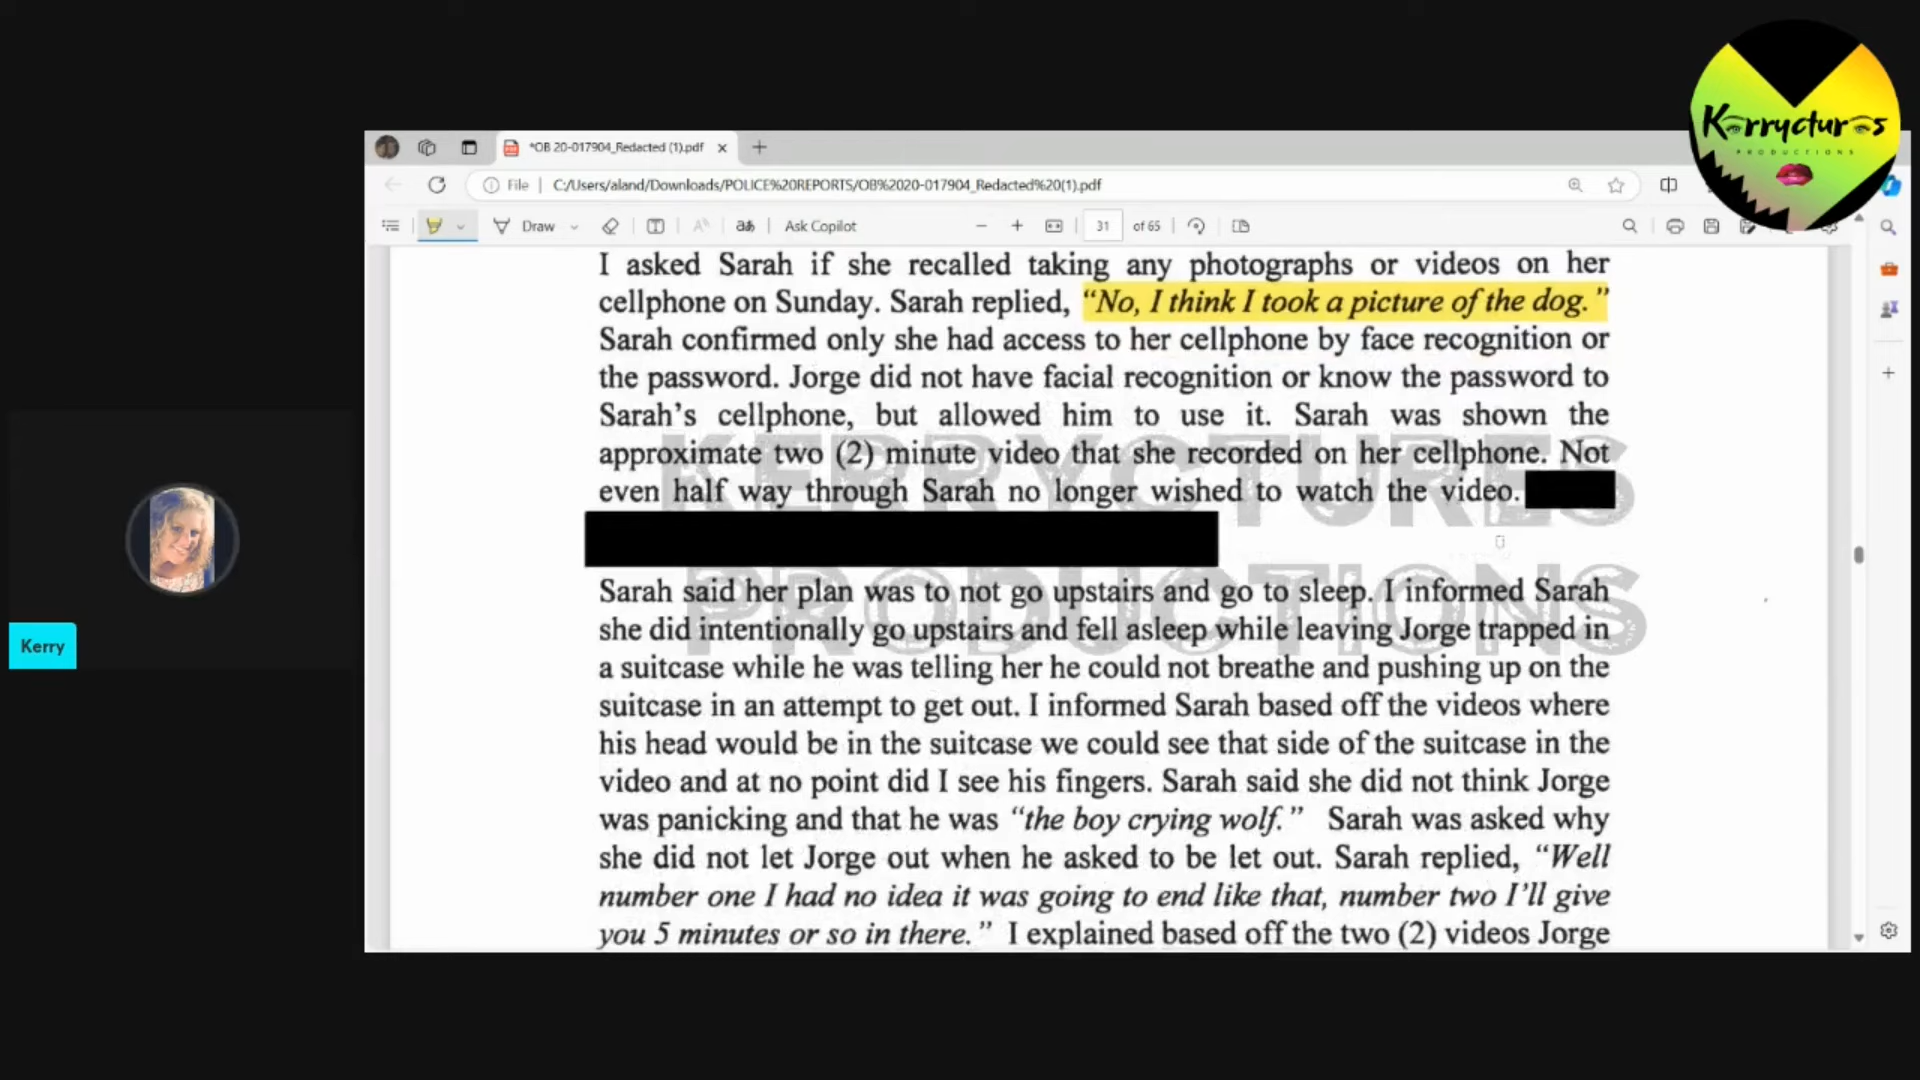 Kerryctures
PRODUCTIONS
*OB 20-017904_Redacted (1).pdf
File
C:/Users/aland/Downloads/POLICE%20REPORTS/OB%2020-017904_Redacted%20(1).pdf
Draw
Ask Copilot
31 of 65
I asked Sarah if she recalled taking any photographs or videos on her
cellphone on Sunday. Sarah replied, “No, I think I took a picture of the dog.”
Sarah confirmed only she had access to her cellphone by face recognition or
the password. Jorge did not have facial recognition or know the password to
Sarah’s cellphone, but allowed him to use it. Sarah was shown the
approximate two (2) minute video that she recorded on her cellphone. Not
even half way through Sarah no longer wished to watch the video.
KERRYCTURES
PRODUCTIONS
Sarah said her plan was to not go upstairs and go to sleep. I informed Sarah
she did intentionally go upstairs and fell asleep while leaving Jorge trapped in
a suitcase while he was telling her he could not breathe and pushing up on the
suitcase in an attempt to get out. I informed Sarah based off the videos where
his head would be in the suitcase we could see that side of the suitcase in the
video and at no point did I see his fingers. Sarah said she did not think Jorge
was panicking and that he was “the boy crying wolf.” Sarah was asked why
she did not let Jorge out when he asked to be let out. Sarah replied, “Well
number one I had no idea it was going to end like that, number two I’ll give
you 5 minutes or so in there.” I explained based off the two (2) videos Jorge
Kerry